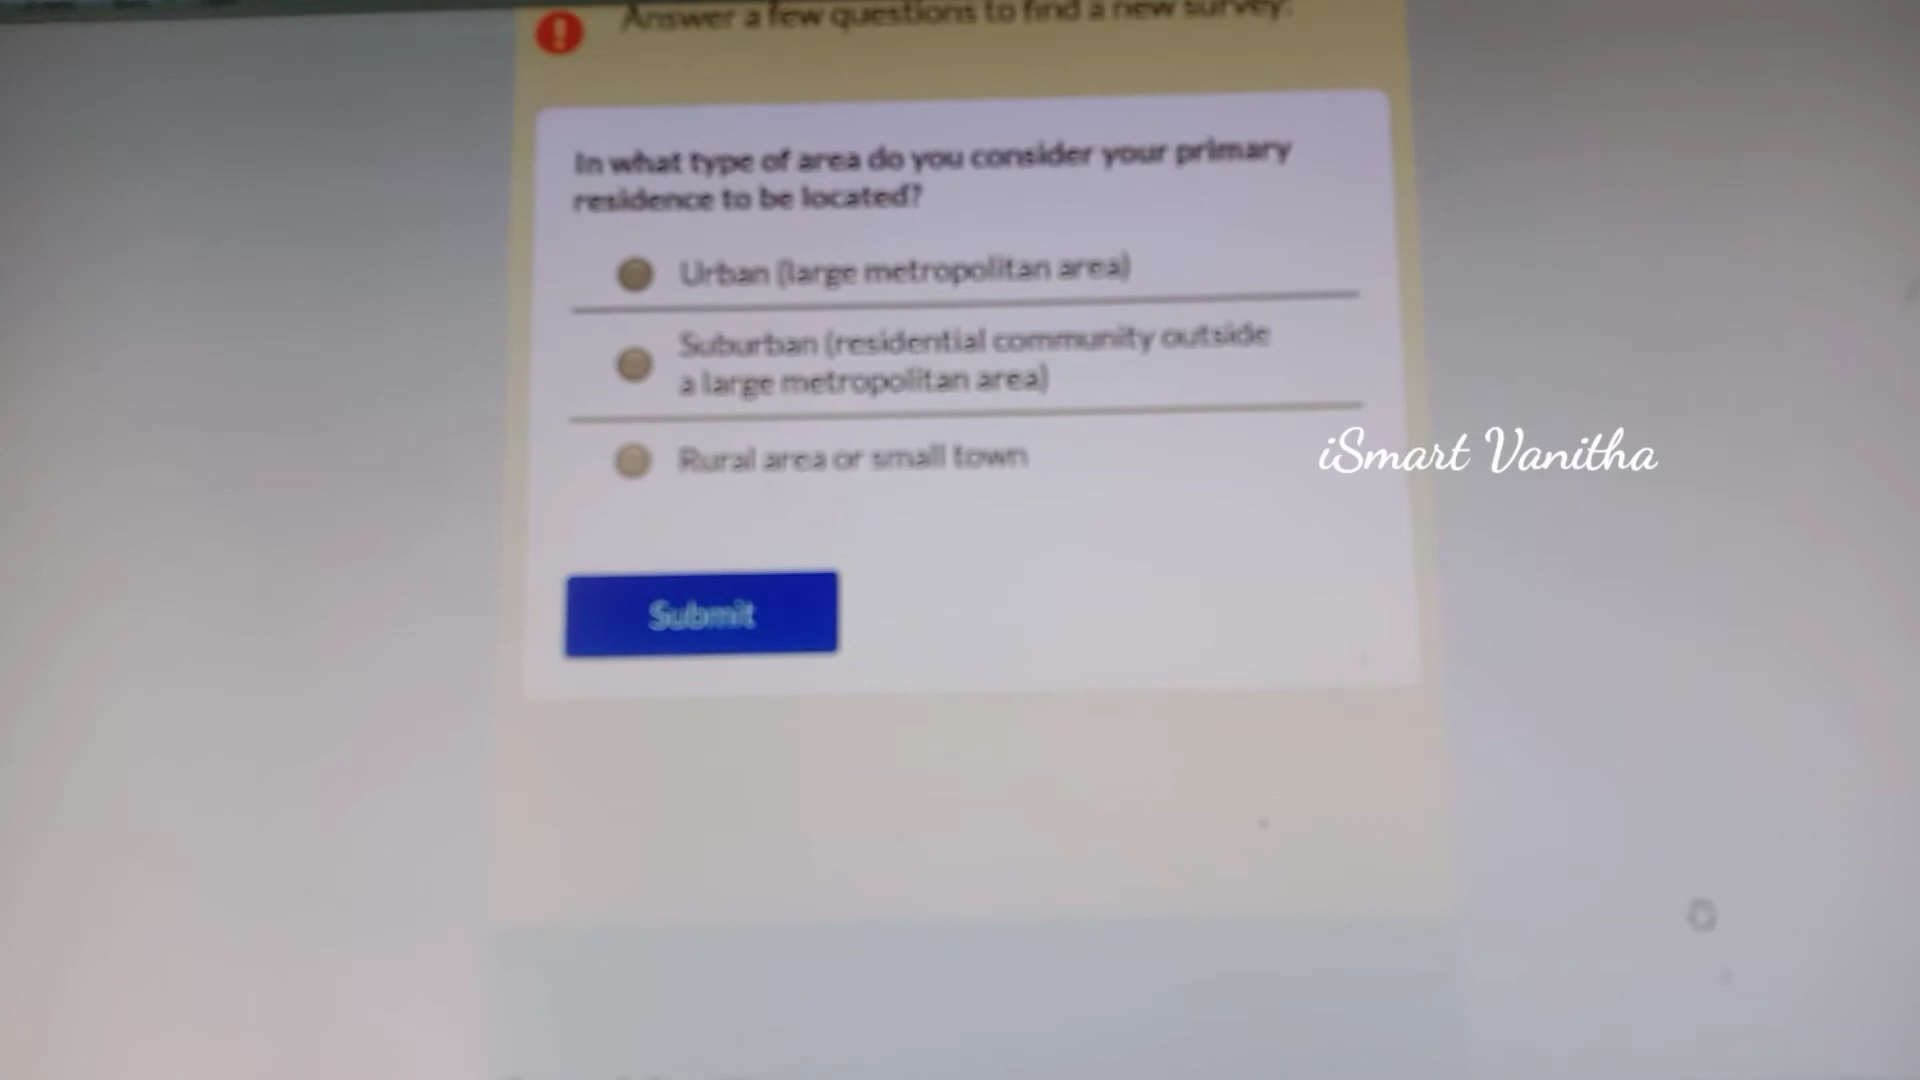 Answer a few questions to find a new survey.
In what type of area do you consider your primary
residence to be located?
Urban (large metropolitan area)
Suburban (residential community outside
a large metropolitan area)
Rural area or small town
iSmart Vanitha
Submit